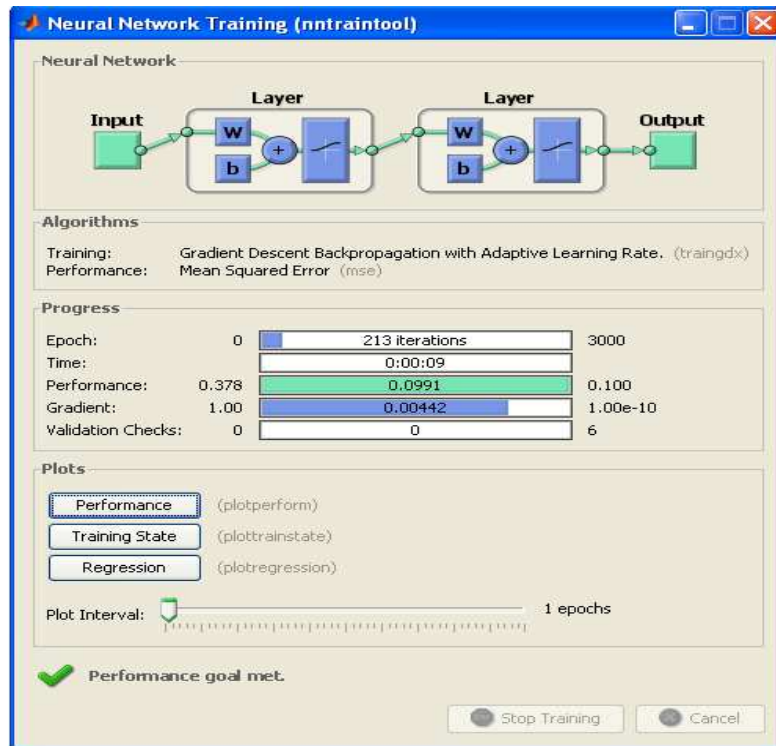 Neural Network Training (nntraintool)
Neural Network
Layer Layer
Input Output
W W
b b
+ +
Algorithms
Training: Gradient Descent Backpropagation with Adaptive Learning Rate. (traingdx)
Performance: Mean Squared Error (mse)
Progress
Epoch: 0 213 iterations 3000
Time: 0:00:09
Performance: 0.378 0.0991 0.100
Gradient: 1.00 0.00442 1.00e-10
Validation Checks: 0 0 6
Plots
Performance (plotperform)
Training State (plottrainstate)
Regression (plotregression)
Plot Interval: 1 epochs
Performance goal met.
Stop Training Cancel